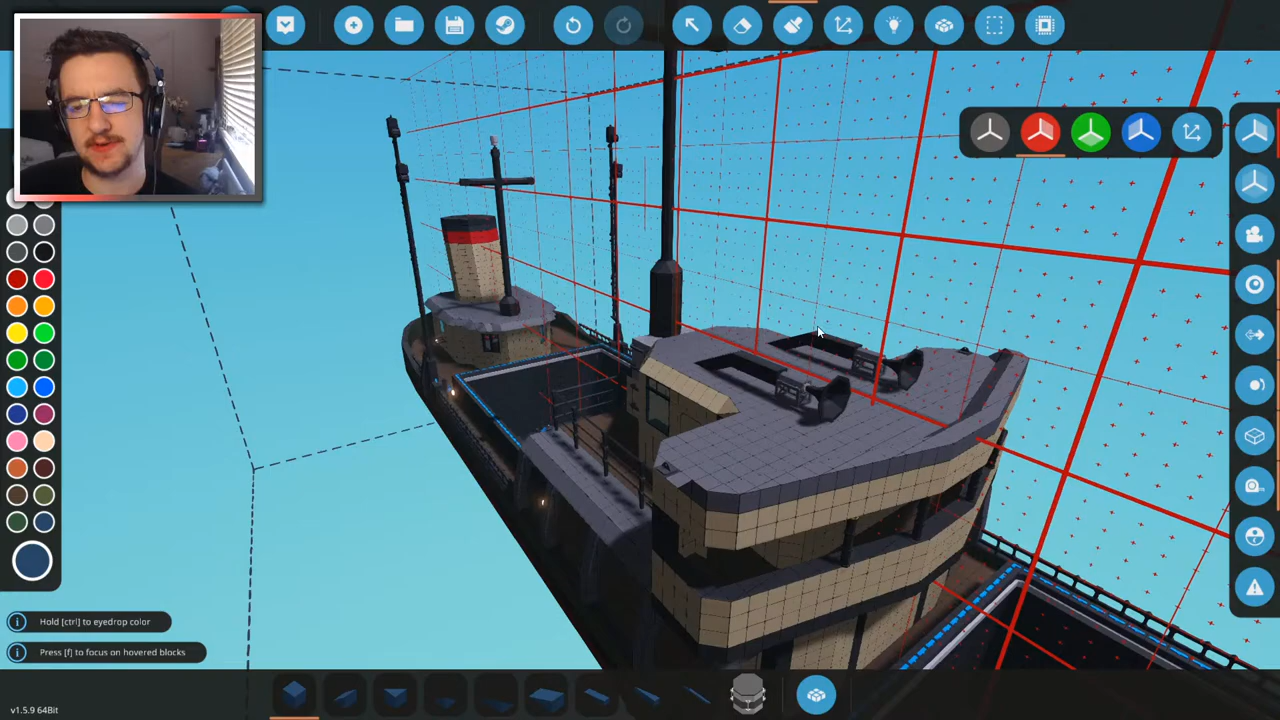 Hold [ctrl] to eyedrop color
Press [f] to focus on hovered blocks
v1.5.9 64Bit